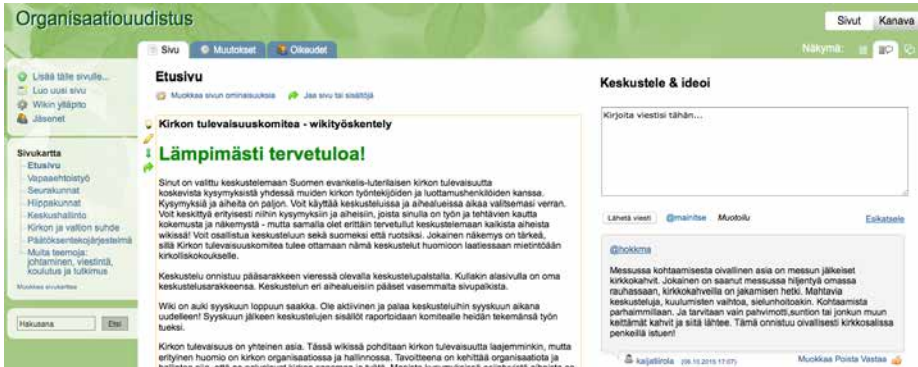 Organisaatiouudistus
Sivut Kanava
Sivu Muutokset Oikeudet
Näkymä:
Lisää tälle sivulle...
Luo uusi sivu
Wikin ylläpito
Jäsenet
Sivukartta
Etusivu
Vapaaehtoistyö
Seurakunnat
Hiippakunnat
Keskushallinto
Kirkon ja valtion suhde
Päätöksentekojärjestelmä
Muita teemoja:
johtaminen, viestintä,
koulutus ja tutkimus
Muokkaa sivukarttaa
Hakusana Etsi
Etusivu
Muokkaa sivun ominaisuuksia Jaa sivu tai sisältöjä
Kirkon tulevaisuuskomitea - wikityöskentely
Lämpimästi tervetuloa!
Sinut on valittu keskustelemaan Suomen evankelis-luterilaisen kirkon tulevaisuutta
koskevista kysymyksistä yhdessä muiden kirkon työntekijöiden ja luottamushenkilöiden kanssa.
Kysymyksiä ja aiheita on paljon. Voit käyttää keskusteluissa ja aihealueissa aikaa valitsemasi verran.
Voit keskittyä erityisesti niihin kysymyksiin ja aiheisiin, joista sinulla on työn ja tehtävien kautta
kokemusta ja näkemystä - mutta samalla olet erittäin tervetullut keskustelemaan kaikista aiheista
wikissä! Voit osallistua keskusteluun sekä suomeksi että ruotsiksi. Jokainen näkemys on tärkeä,
sillä Kirkon tulevaisuuskomitea tulee ottamaan nämä keskustelut huomioon laatiessaan mietintöään
kirkolliskokoukselle.
Keskustelu onnistuu pääsarakkeen vieressä olevalla keskustelupalstalla. Kullakin alasivulla on oma
keskustelusarakkeensa. Keskustelun eri aihealueisiin pääset vasemmalta sivupalkista.
Wiki on auki syyskuun loppuun saakka. Ole aktiivinen ja palaa keskusteluihin syyskuun aikana
uudelleen! Syyskuun jälkeen keskustelujen sisällöt raportoidaan komitealle heidän tekemänsä työn
tueksi.
Kirkon tulevaisuus on yhteinen asia. Tässä wikissä pohditaan kirkon tulevaisuutta laajemminkin, mutta
erityinen huomio on kirkon organisaatiossa ja hallinnossa. Tavoitteena on kehittää organisaatiota ja
Keskustele & ideoi
Kirjoita viestisi tähän...
Lähetä viesti @mainitse Muotoilu Esikatsele
@hokkma
Messussa kohtaamisesta oivallinen asia on messun jälkeiset
kirkkokahvit. Jokainen on saanut messussa hiljentyä omassa
rauhassaan, kirkkokahveilla on jakamisen hetki. Mahtavia
keskusteluja, kuulumisten vaihtoa, sielunhoitoakin. Kohtaamista
parhaimmillaan. Ja tarvitaan vain pahvimotti,suntion tai jonkun muun
keittämät kahvit ja siitä lähtee. Tämä onnistuu oivallisesti kirkkosalissa
penkeillä istuen!
kaijatiirola (06.10.2015 17:07) Muokkaa Poista Vastaa